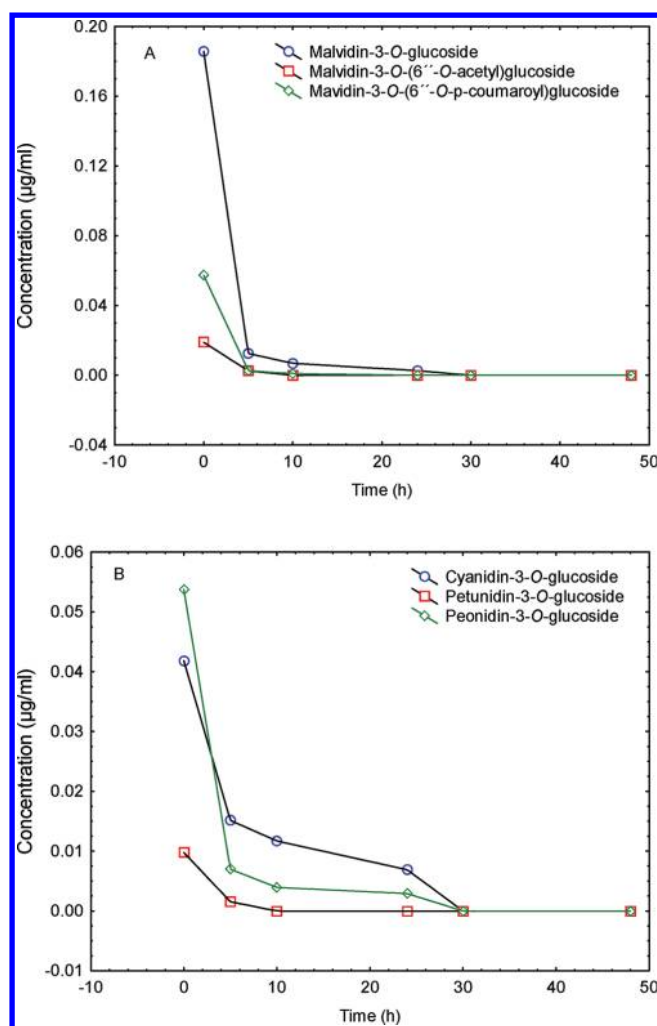 0.20
A
Malvidin-3-O-glucoside
Malvidin-3-O-(6´´-O-acetyl)glucoside
Mavidin-3-O-(6´´-O-p-coumaroyl)glucoside
0.16
0.12
0.08
0.04
0.00
-0.04
Concentration (µg/ml)
-10 0 10 20 30 40 50
Time (h)
0.06
B
Cyanidin-3-O-glucoside
Petunidin-3-O-glucoside
Peonidin-3-O-glucoside
0.05
0.04
0.03
0.02
0.01
0.00
-0.01
Concentration (µg/ml)
-10 0 10 20 30 40 50
Time (h)